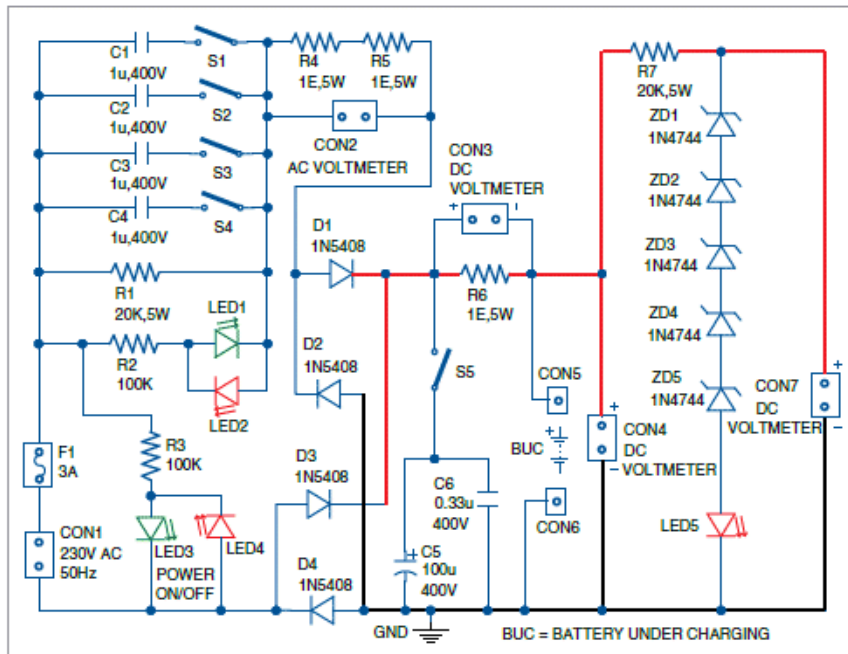 C1
1u,400V
S1
R4
1E,5W
R5
1E,5W
R7
20K,5W
C2
1u,400V
S2
CON2
AC VOLTMETER
CON3
DC
VOLTMETER
+
-
ZD1
1N4744
C3
1u,400V
S3
ZD2
1N4744
C4
1u,400V
S4
D1
1N5408
R6
1E,5W
ZD3
1N4744
R1
20K,5W
LED1
ZD4
1N4744
R2
100K
LED2
D2
1N5408
S5
CON5
+
BUC
-
ZD5
1N4744
CON7
DC
VOLTMETER
+
-
CON4
DC
VOLTMETER
+
-
F1
3A
R3
100K
D3
1N5408
C6
0.33u
400V
CON6
CON1
230V AC
50Hz
LED3
POWER
ON/OFF
LED4
D4
1N5408
C5
+
100u
400V
LED5
GND
BUC = BATTERY UNDER CHARGING